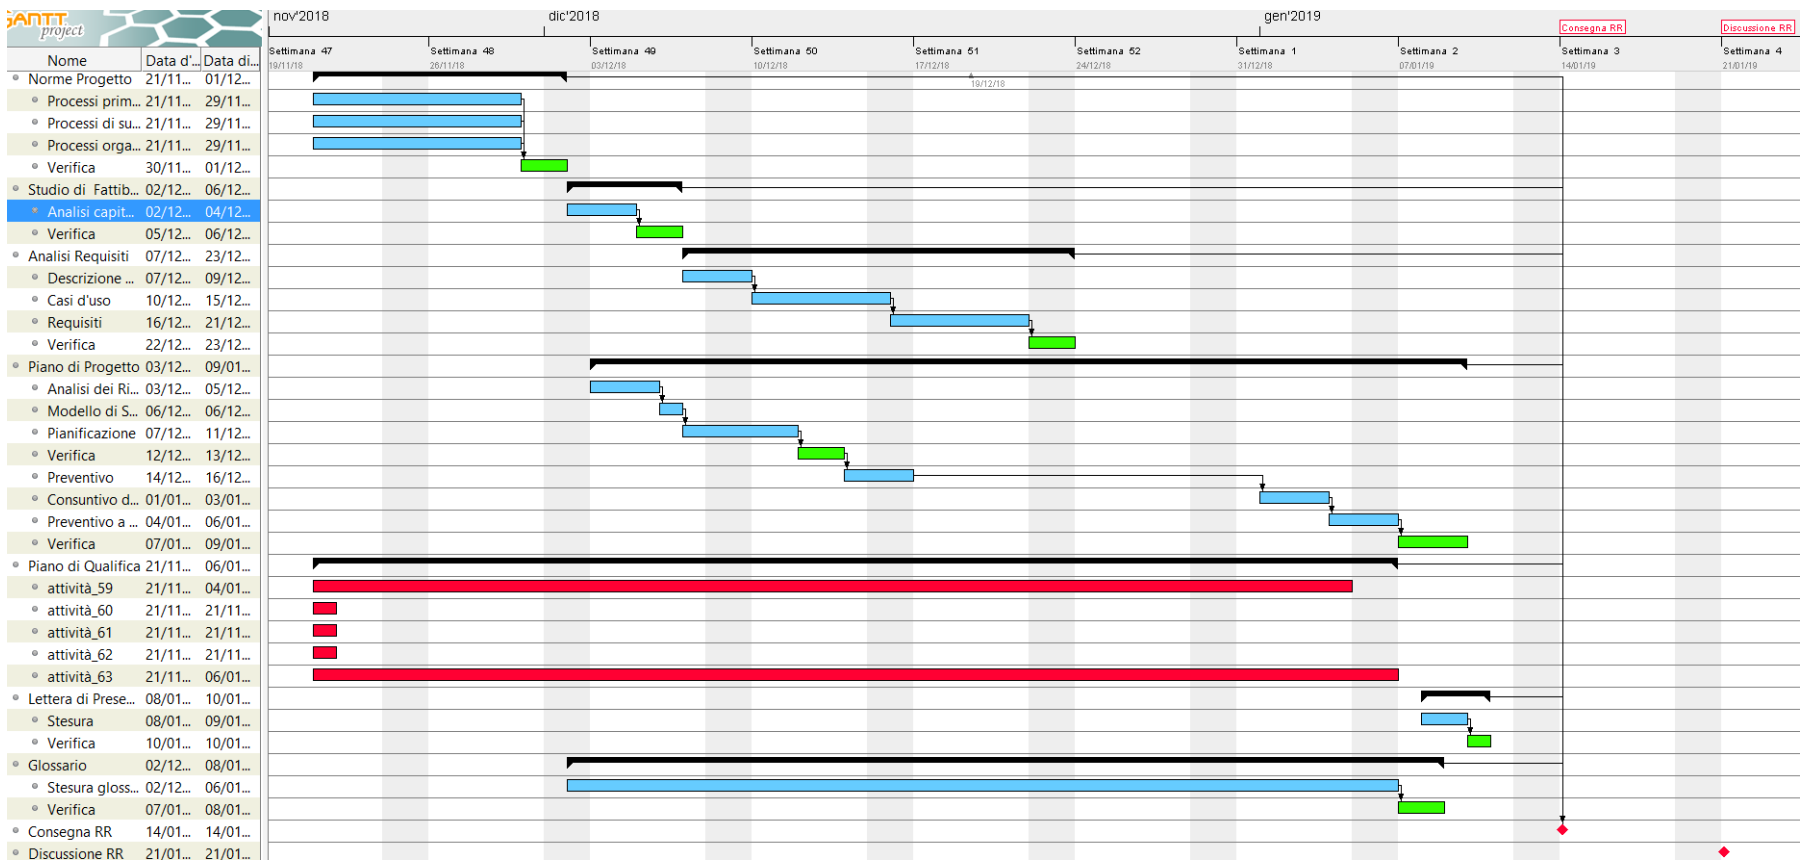 GANTT
project
nov'2018 dic'2018 gen'2019
Consegna RR Discussione RR
Settimana 47 Settimana 48 Settimana 49 Settimana 50 Settimana 51 Settimana 52 Settimana 1 Settimana 2 Settimana 3 Settimana 4
19/11/18 26/11/18 03/12/18 10/12/18 17/12/18 24/12/18 31/12/18 07/01/19 14/01/19 21/01/19
19/12/18
Nome Data d'... Data di...
Norme Progetto 21/11... 01/12...
Processi prim... 21/11... 29/11...
Processi di su... 21/11... 29/11...
Processi orga... 21/11... 29/11...
Verifica 30/11... 01/12...
Studio di Fattib... 02/12... 06/12...
Analisi capit... 02/12... 04/12...
Verifica 05/12... 06/12...
Analisi Requisiti 07/12... 23/12...
Descrizione ... 07/12... 09/12...
Casi d'uso 10/12... 15/12...
Requisiti 16/12... 21/12...
Verifica 22/12... 23/12...
Piano di Progetto 03/12... 09/01...
Analisi dei Ri... 03/12... 05/12...
Modello di S... 06/12... 06/12...
Pianificazione 07/12... 11/12...
Verifica 12/12... 13/12...
Preventivo 14/12... 16/12...
Consuntivo d... 01/01... 03/01...
Preventivo a ... 04/01... 06/01...
Verifica 07/01... 09/01...
Piano di Qualifica 21/11... 06/01...
attività_59 21/11... 04/01...
attività_60 21/11... 21/11...
attività_61 21/11... 21/11...
attività_62 21/11... 21/11...
attività_63 21/11... 06/01...
Lettera di Prese... 08/01... 10/01...
Stesura 08/01... 09/01...
Verifica 10/01... 10/01...
Glossario 02/12... 08/01...
Stesura gloss... 02/12... 06/01...
Verifica 07/01... 08/01...
Consegna RR 14/01... 14/01...
Discussione RR 21/01... 21/01...